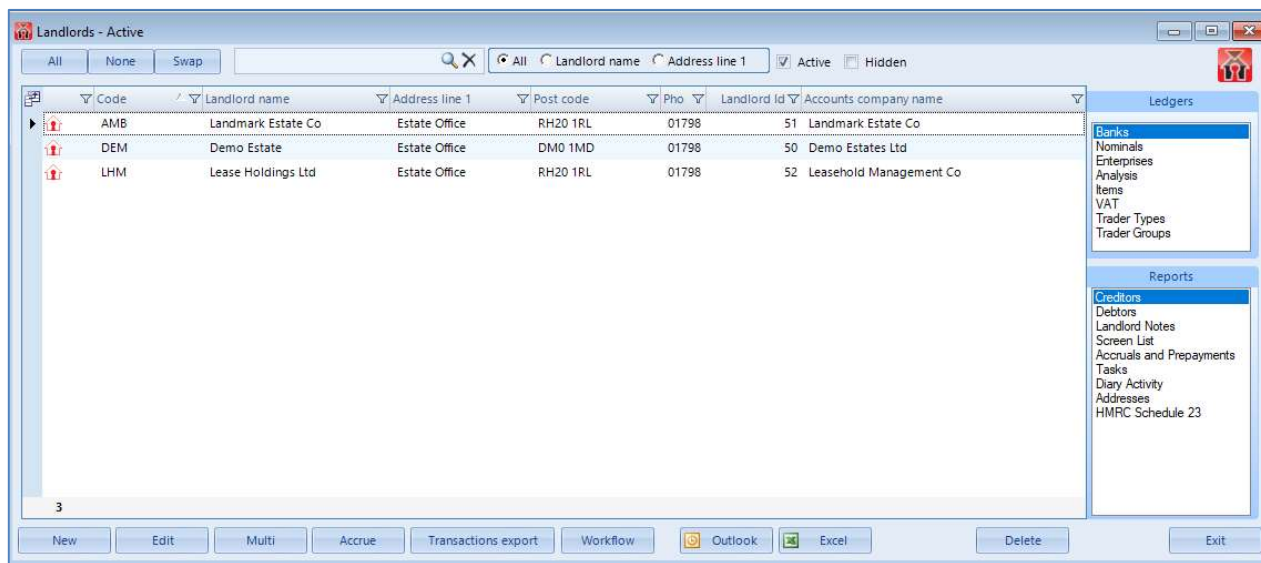 Landlords - Active
All None Swap All Landlord name Address line 1 Active Hidden
Code Landlord name Address line 1 Post code Pho Landlord Id Accounts company name
AMB Landmark Estate Co Estate Office RH20 1RL 01798 51 Landmark Estate Co
DEM Demo Estate Estate Office DM0 1MD 01798 50 Demo Estates Ltd
LHM Lease Holdings Ltd Estate Office RH20 1RL 01798 52 Leasehold Management Co
3
Ledgers
Banks
Nominals
Enterprises
Analysis
Items
VAT
Trader Types
Trader Groups
Reports
Creditors
Debtors
Landlord Notes
Screen List
Accruals and Prepayments
Tasks
Diary Activity
Addresses
HMRC Schedule 23
New Edit Multi Accrue Transactions export Workflow Outlook Excel Delete Exit